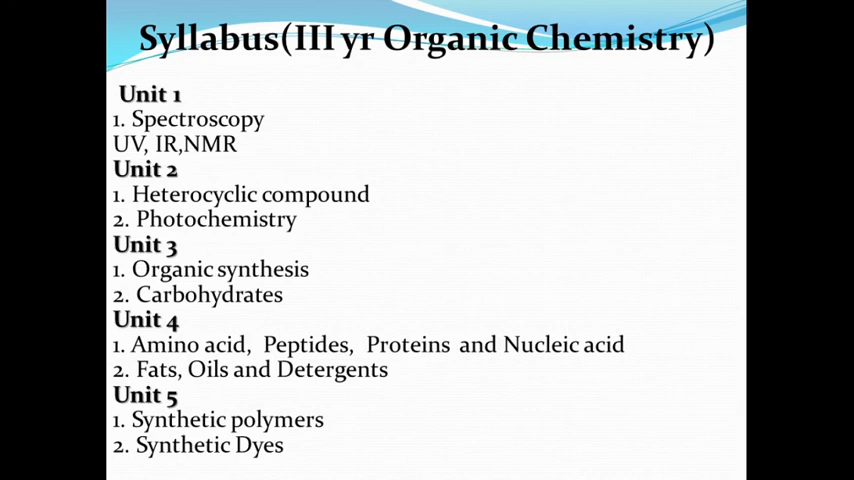 Syllabus(III yr Organic Chemistry)
Unit 1
1. Spectroscopy
UV, IR,NMR
Unit 2
1. Heterocyclic compound
2. Photochemistry
Unit 3
1. Organic synthesis
2. Carbohydrates
Unit 4
1. Amino acid, Peptides, Proteins and Nucleic acid
2. Fats, Oils and Detergents
Unit 5
1. Synthetic polymers
2. Synthetic Dyes